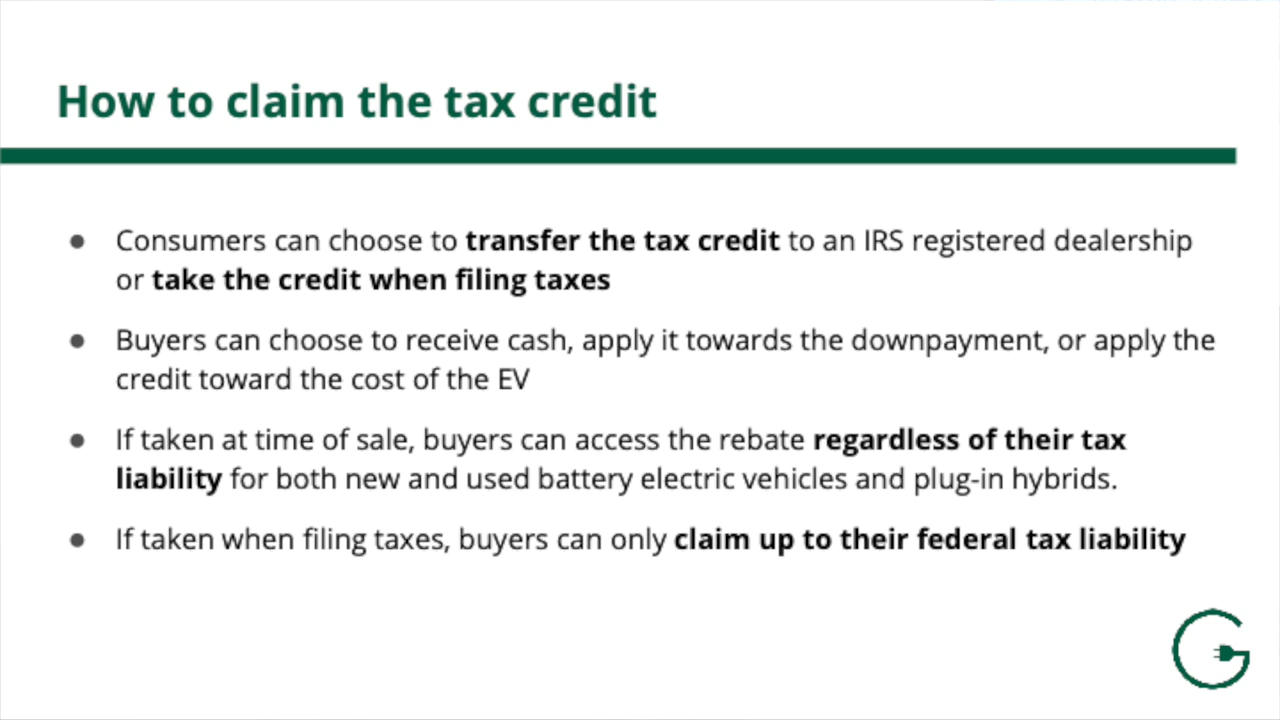 How to claim the tax credit
● Consumers can choose to transfer the tax credit to an IRS registered dealership
or take the credit when filing taxes
● Buyers can choose to receive cash, apply it towards the downpayment, or apply the
credit toward the cost of the EV
● If taken at time of sale, buyers can access the rebate regardless of their tax
liability for both new and used battery electric vehicles and plug-in hybrids.
● If taken when filing taxes, buyers can only claim up to their federal tax liability